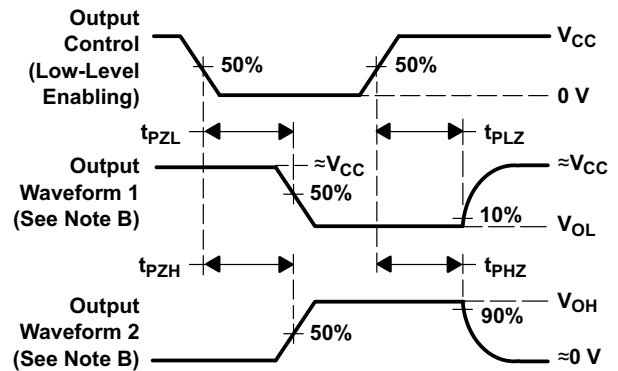 Output
Control
(Low-Level
Enabling)
50%
50%
VCC
0 V
tPZL
tPLZ
Output
Waveform 1
(See Note B)
≈VCC
50%
≈VCC
10%
VOL
tPZH
tPHZ
Output
Waveform 2
(See Note B)
50%
VOH
90%
≈0 V